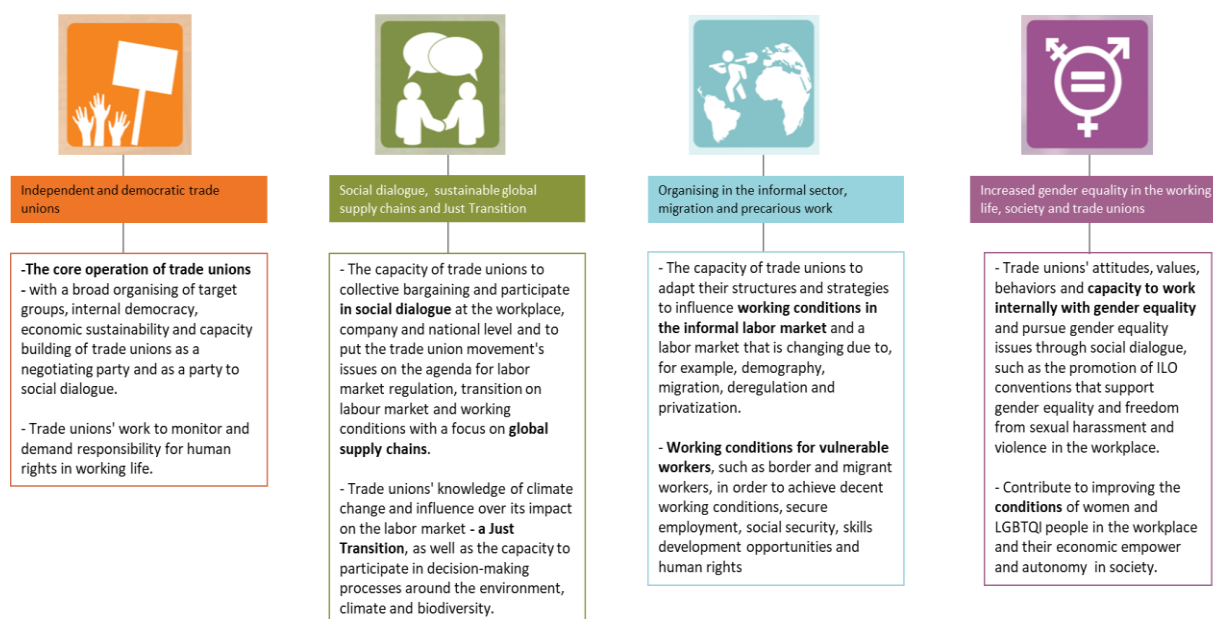 Independent and democratic trade
unions
-The core operation of trade unions
- with a broad organising of target
groups, internal democracy,
economic sustainability and capacity
building of trade unions as a
negotiating party and as a party to
social dialogue.
- Trade unions' work to monitor and
demand responsibility for human
rights in working life.
Social dialogue, sustainable global
supply chains and Just Transition
- The capacity of trade unions to
collective bargaining and participate
in social dialogue at the workplace,
company and national level and to
put the trade union movement's
issues on the agenda for labor
market regulation, transition on
labour market and working
conditions with a focus on global
supply chains.
- Trade unions' knowledge of climate
change and influence over its impact
on the labor market - a Just
Transition, as well as the capacity to
participate in decision-making
processes around the environment,
climate and biodiversity.
Organising in the informal sector,
migration and precarious work
- The capacity of trade unions to
adapt their structures and strategies
to influence working conditions in
the informal labor market and a
labor market that is changing due to,
for example, demography,
migration, deregulation and
privatization.
- Working conditions for vulnerable
workers, such as border and migrant
workers, in order to achieve decent
working conditions, secure
employment, social security, skills
development opportunities and
human rights
Increased gender equality in the working
life, society and trade unions
- Trade unions' attitudes, values,
behaviors and capacity to work
internally with gender equality
and pursue gender equality
issues through social dialogue,
such as the promotion of ILO
conventions that support
gender equality and freedom
from sexual harassment and
violence in the workplace.
- Contribute to improving the
conditions of women and
LGBTQI people in the workplace
and their economic empower
and autonomy in society.